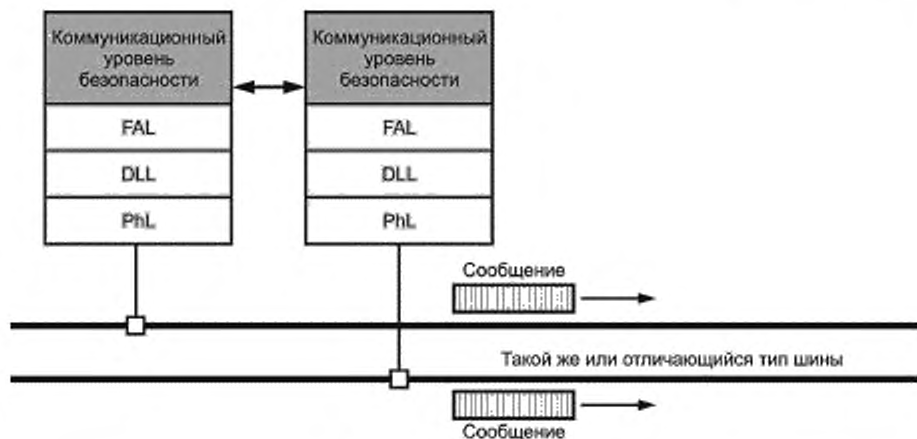 Коммуникационный
уровень
безопасности
FAL
DLL
PhL
Коммуникационный
уровень
безопасности
FAL
DLL
PhL
Сообщение
Такой же или отличающийся тип шины
Сообщение